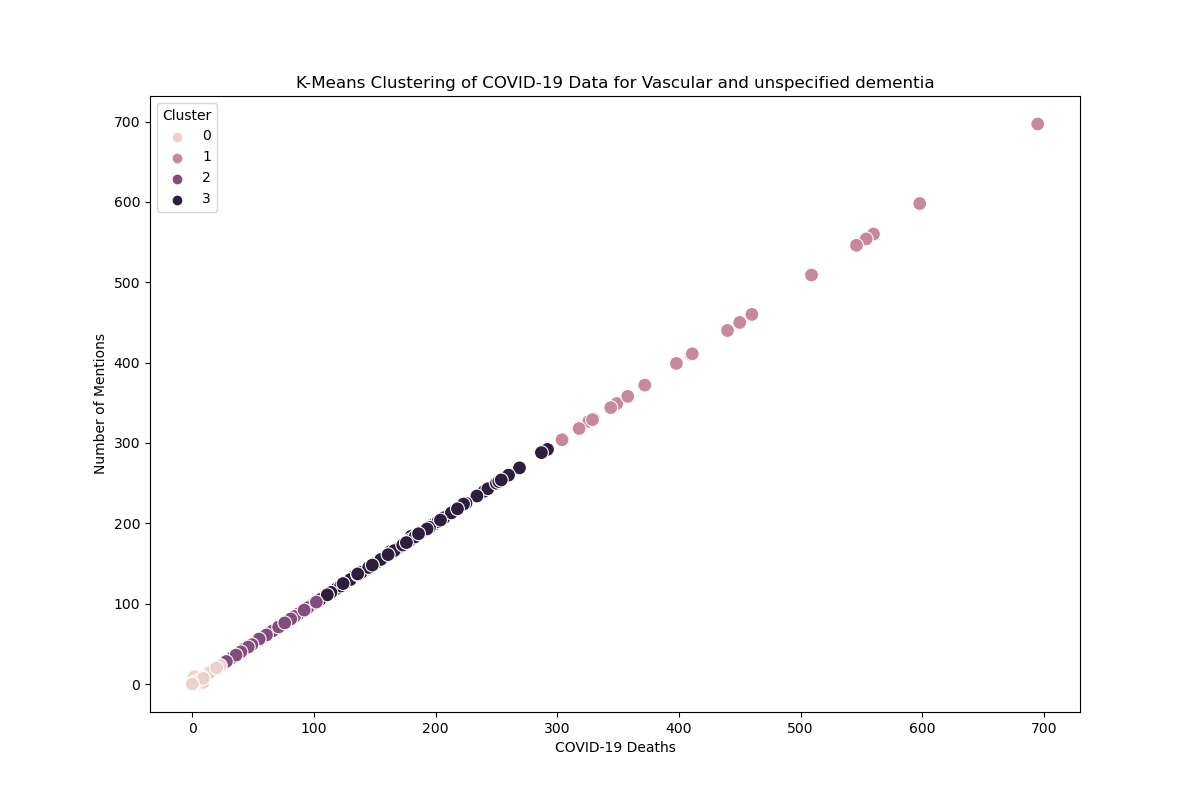 K-Means Clustering of COVID-19 Data for Vascular and unspecified dementia
Cluster
0
1
2
3
700
600
500
400
300
200
100
0
Number of Mentions
0 100 200 300 400 500 600 700
COVID-19 Deaths